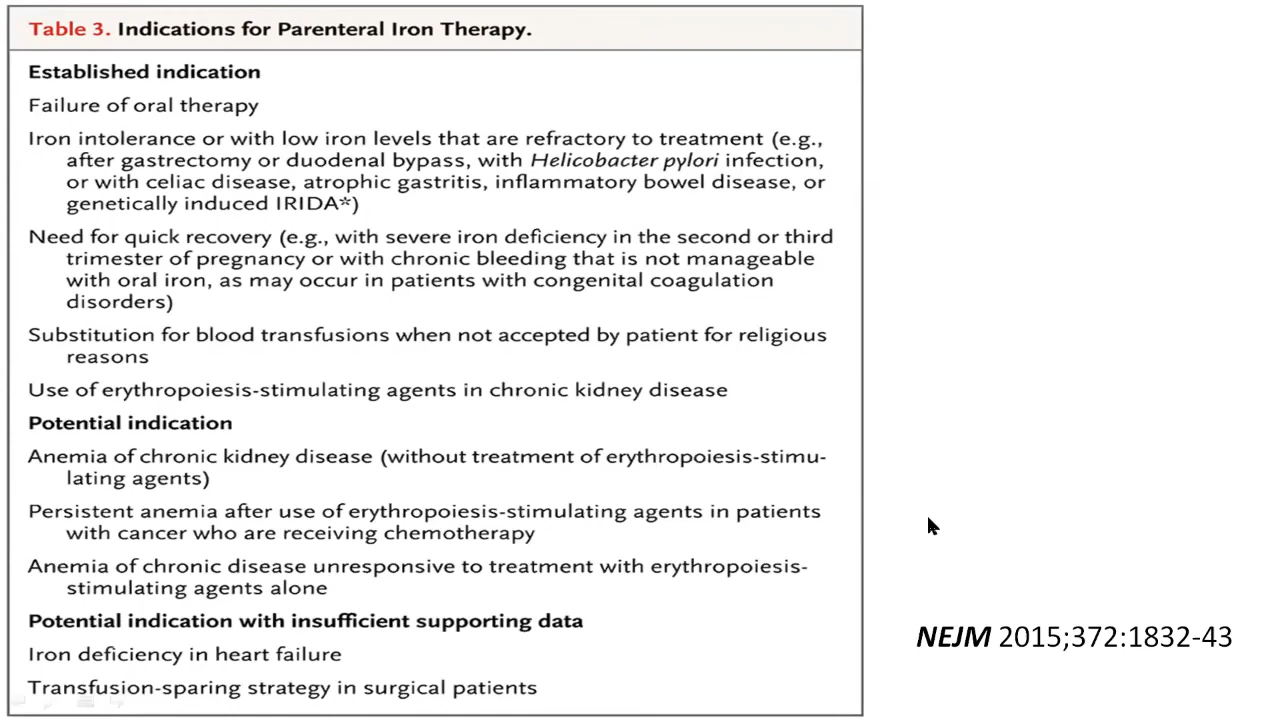 Table 3. Indications for Parenteral Iron Therapy.
Established indication
Failure of oral therapy
Iron intolerance or with low iron levels that are refractory to treatment (e.g.,
after gastrectomy or duodenal bypass, with Helicobacter pylori infection,
or with celiac disease, atrophic gastritis, inflammatory bowel disease, or
genetically induced IRIDA*)
Need for quick recovery (e.g., with severe iron deficiency in the second or third
trimester of pregnancy or with chronic bleeding that is not manageable
with oral iron, as may occur in patients with congenital coagulation
disorders)
Substitution for blood transfusions when not accepted by patient for religious
reasons
Use of erythropoiesis-stimulating agents in chronic kidney disease
Potential indication
Anemia of chronic kidney disease (without treatment of erythropoiesis-stimu-
lating agents)
Persistent anemia after use of erythropoiesis-stimulating agents in patients
with cancer who are receiving chemotherapy
Anemia of chronic disease unresponsive to treatment with erythropoiesis-
stimulating agents alone
Potential indication with insufficient supporting data
Iron deficiency in heart failure
Transfusion-sparing strategy in surgical patients
NEJM 2015;372:1832-43